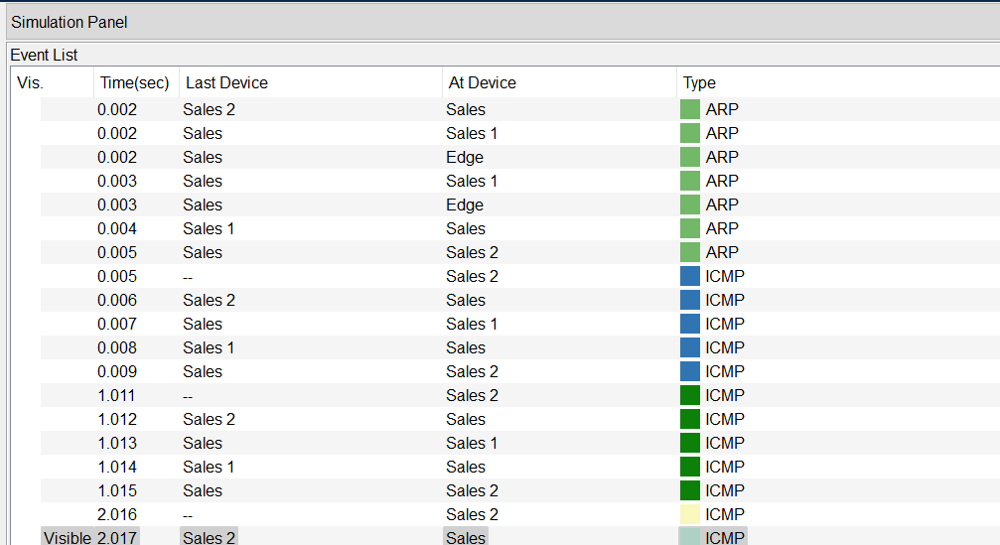 Simulation Panel
Event List
Vis. Time(sec) Last Device At Device Type
0.002 Sales 2 Sales ARP
0.002 Sales Sales 1 ARP
0.002 Sales Edge ARP
0.003 Sales Sales 1 ARP
0.003 Sales Edge ARP
0.004 Sales 1 Sales ARP
0.005 Sales Sales 2 ARP
0.005 -- Sales 2 ICMP
0.006 Sales 2 Sales ICMP
0.007 Sales Sales 1 ICMP
0.008 Sales 1 Sales ICMP
0.009 Sales Sales 2 ICMP
1.011 -- Sales 2 ICMP
1.012 Sales 2 Sales ICMP
1.013 Sales Sales 1 ICMP
1.014 Sales 1 Sales ICMP
1.015 Sales Sales 2 ICMP
2.016 -- Sales 2 ICMP
Visible 2.017 Sales 2 Sales ICMP